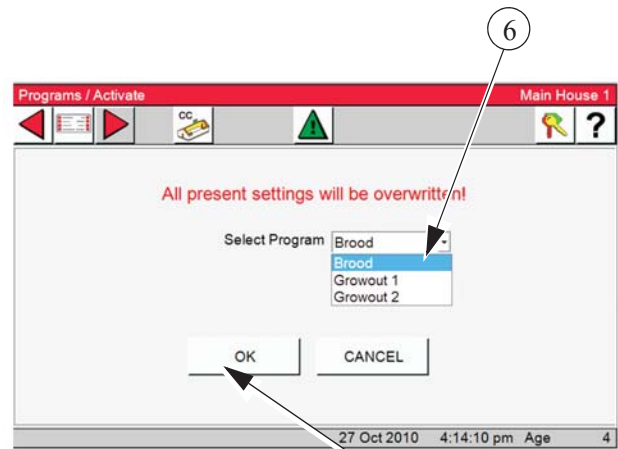 6
Programs / Activate Main House 1
CC
?
All present settings will be overwritten!
Select Program Brood
Brood
Growout 1
Growout 2
OK CANCEL
27 Oct 2010 4:14:10 pm Age 4